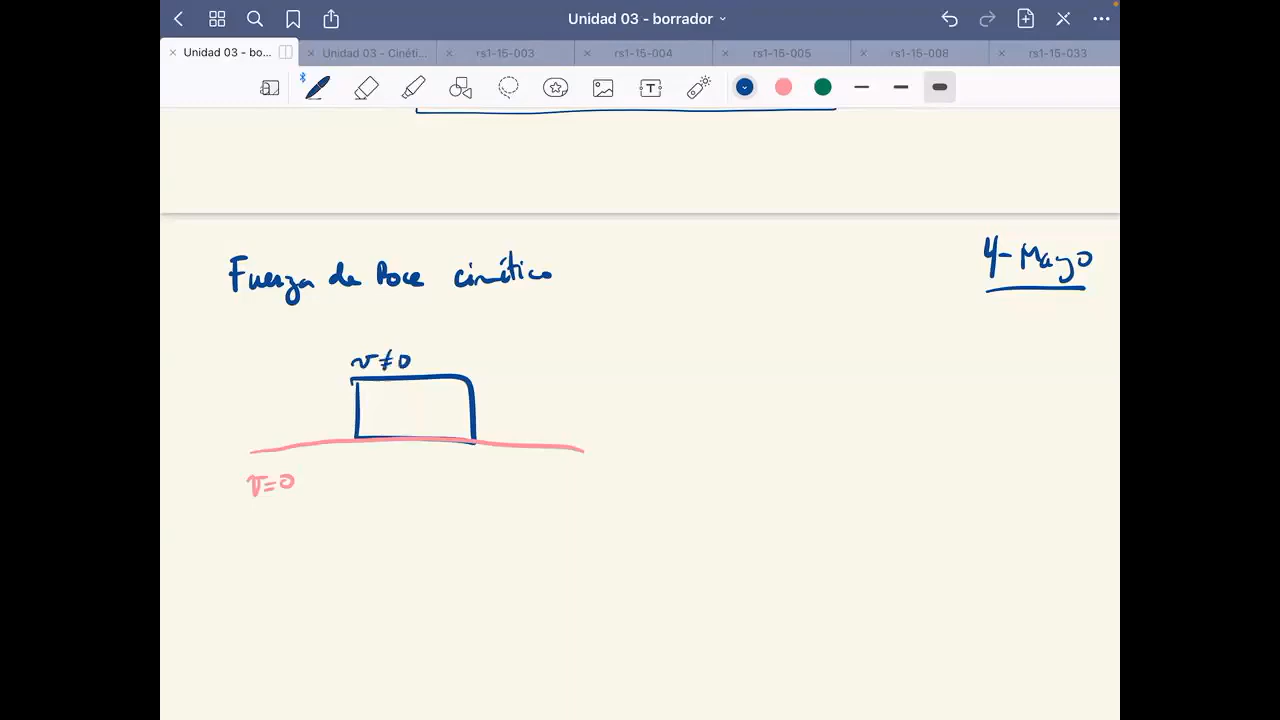 Unidad 03 - borrador
Unidad 03 - bo...
Unidad 03 - Cinéti...
rs1-15-003
rs1-15-004
rs1-15-005
rs1-15-008
rs1-15-033
T
4-Mayo
Fuerza de Roce cinético
v≠0
v=0